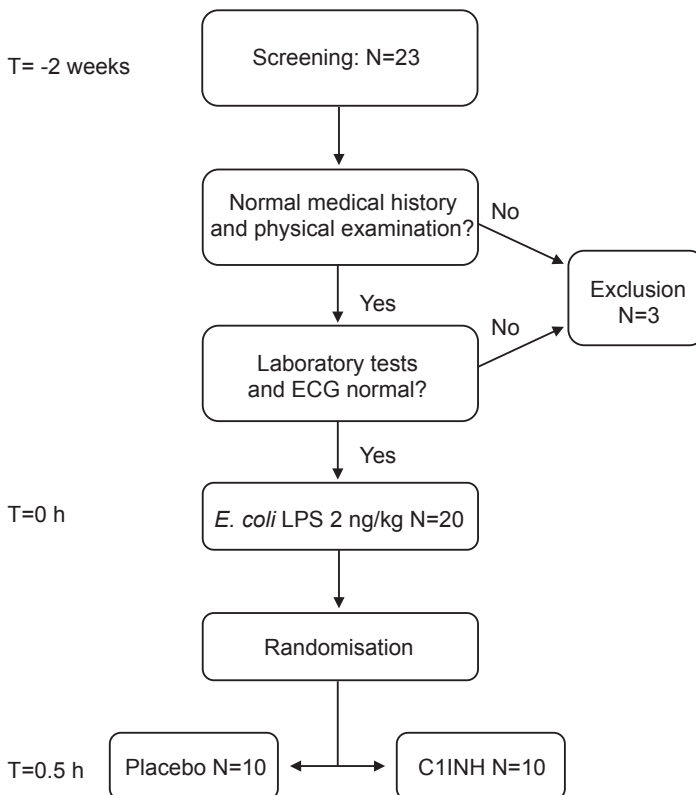 T= -2 weeks
Screening: N=23
Normal medical history
and physical examination?
No
Exclusion
N=3
Yes
No
Laboratory tests
and ECG normal?
Yes
T=0 h
E. coli LPS 2 ng/kg N=20
Randomisation
T=0.5 h
Placebo N=10
C1INH N=10